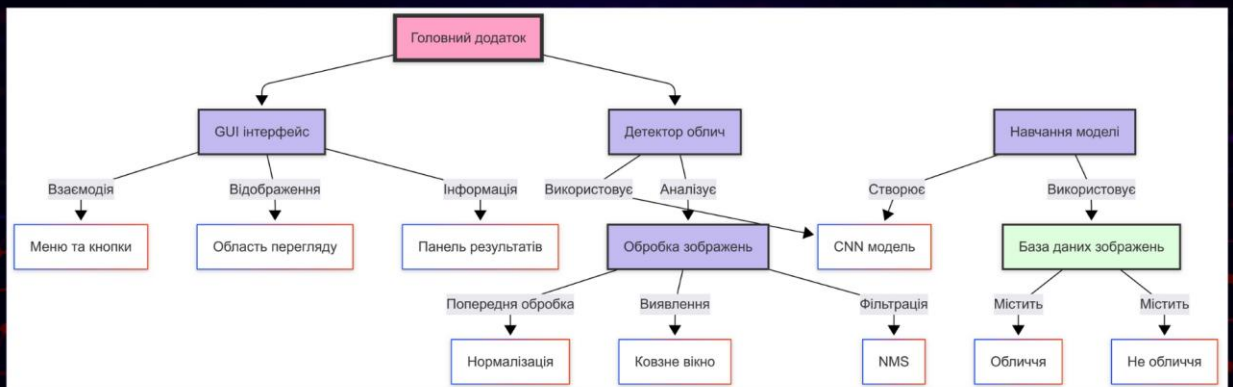 Головний додаток
GUI інтерфейс
Детектор облич
Навчання моделі
Взаємодія
Відображення
Інформація
Використовує
Аналізує
Створює
Використовує
Меню та кнопки
Область перегляду
Панель результатів
Обробка зображень
CNN модель
База даних зображень
Попередня обробка
Виявлення
Фільтрація
Містить
Містить
Нормалізація
Ковзне вікно
NMS
Обличчя
Не обличчя